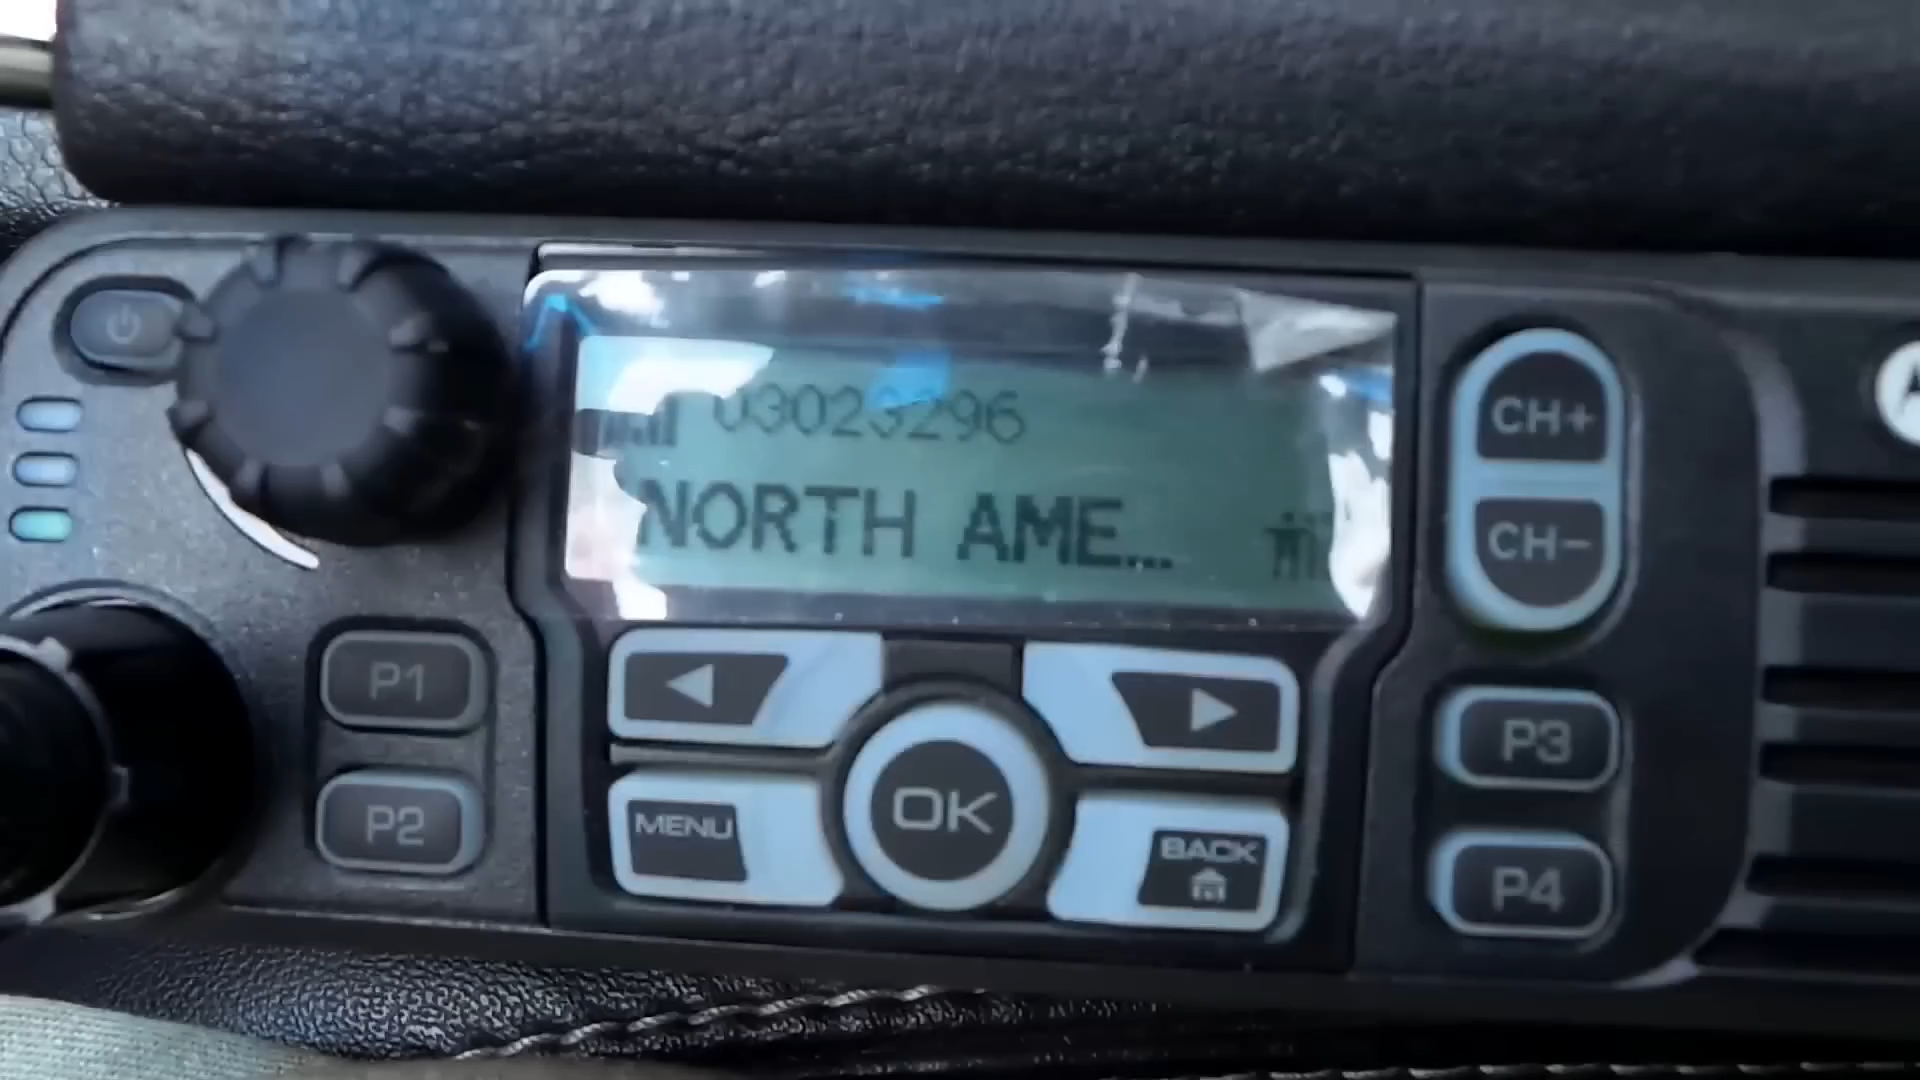 03023296
NORTH AME...
CH+
CH-
P1
P2
P3
P4
MENU
OK
BACK